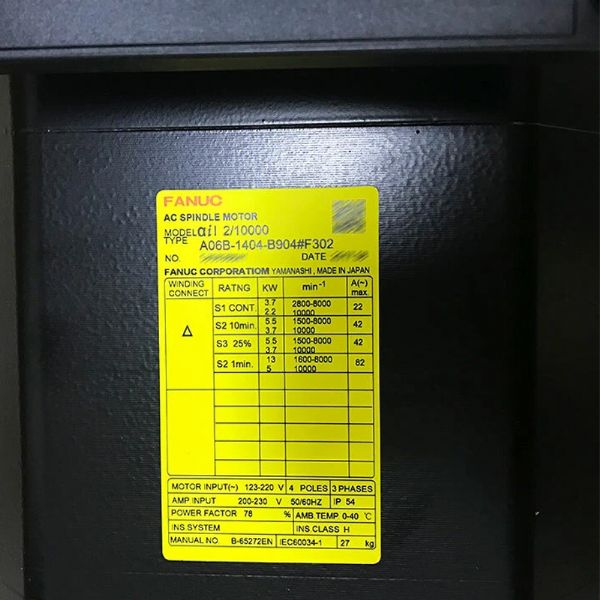 FANUC
AC SPINDLE MOTOR
MODEL αiI 2/10000
TYPE A06B-1404-B904#F302
NO. DATE
FANUC CORPORATIOM YAMANASHI , MADE IN JAPAN
WINDING CONNECT RATNG KW min⁻¹ A(~) max
Δ
S1 CONT. 3.7 2800-8000 22
2.2 10000
S2 10min. 5.5 1500-8000 42
3.7 10000
S3 25% 5.5 1500-8000 42
3.7 10000
S2 1min. 13 1600-8000 82
5 10000
MOTOR INPUT(~) 123-220 V 4 POLES 3 PHASES
AMP INPUT 200-230 V 50/60HZ IP 54
POWER FACTOR 78 % AMB.TEMP 0-40 ℃
INS.SYSTEM INS.CLASS H
MANUAL NO. B-65272EN IEC60034-1 27 kg